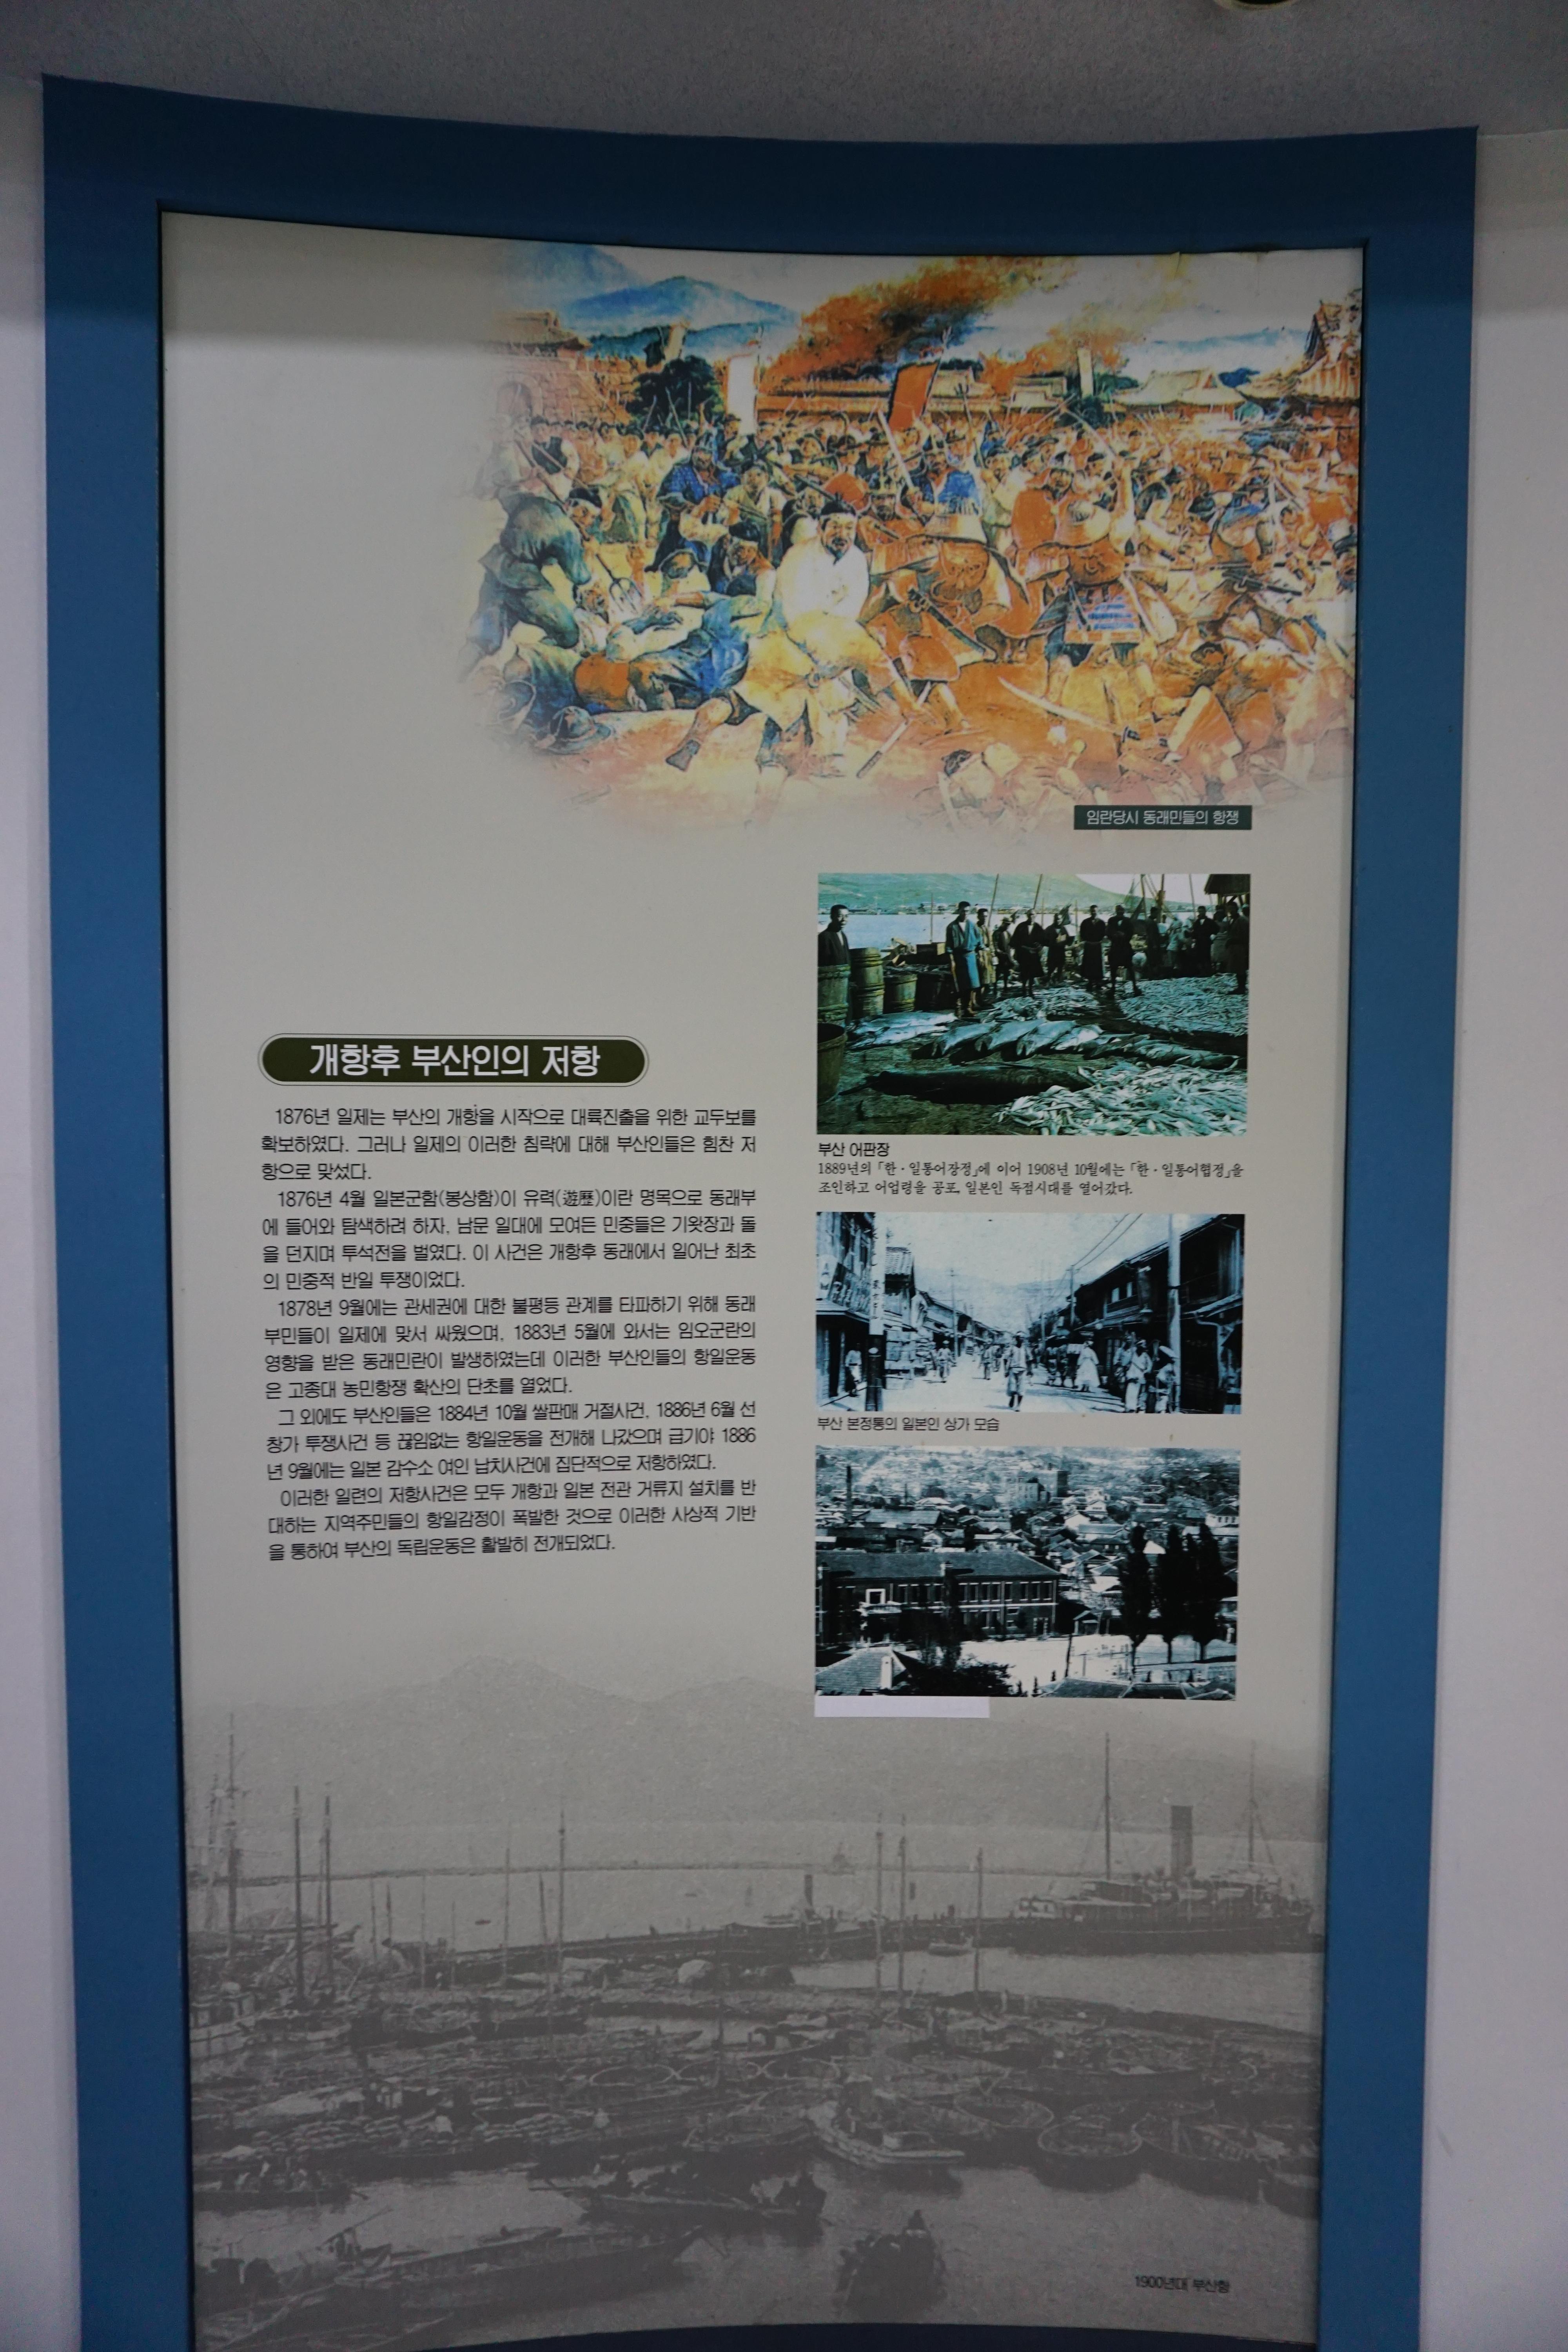 임란당시 동래민들의 항쟁
개항후 부산인의 저항
1876년 일제는 부산의 개항을 시작으로 대륙진출을 위한 교두보를
확보하였다. 그러나 일제의 이러한 침략에 대해 부산인들은 힘찬 저
항으로 맞섰다.
1876년 4월 일본군함(봉상함)이 유력(遊歷)이란 명목으로 동래부
에 들어와 탐색하려 하자, 남문 일대에 모여든 민중들은 기왓장과 돌
을 던지며 투석전을 벌였다. 이 사건은 개항후 동래에서 일어난 최초
의 민중적 반일 투쟁이었다.
1878년 9월에는 관세권에 대한 불평등 관계를 타파하기 위해 동래
부민들이 일제에 맞서 싸웠으며, 1883년 5월에 와서는 임오군란의
영향을 받은 동래민란이 발생하였는데 이러한 부산인들의 항일운동
은 고종대 농민항쟁 확산의 단초를 열었다.
그 외에도 부산인들은 1884년 10월 쌀판매 거절사건, 1886년 6월 선
창가 투쟁사건 등 끊임없는 항일운동을 전개해 나갔으며 급기야 1886
년 9월에는 일본 감수소 여인 납치사건에 집단적으로 저항하였다.
이러한 일련의 저항사건은 모두 개항과 일본 전관 거류지 설치를 반
대하는 지역주민들의 항일감정이 폭발한 것으로 이러한 사상적 기반
을 통하여 부산의 독립운동은 활발히 전개되었다.
부산 어판장
1889년의 「한·일통어장정」에 이어 1908년 10월에는 「한·일통어협정」을
조인하고 어업령을 공포, 일본인 독점시대를 열어갔다.
부산 본정통의 일본인 상가 모습
1900년대 부산항